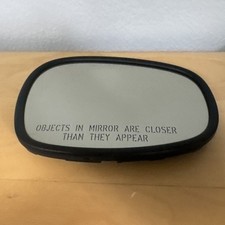 OBJECTS IN MIRROR ARE CLOSER
THAN THEY APPEAR